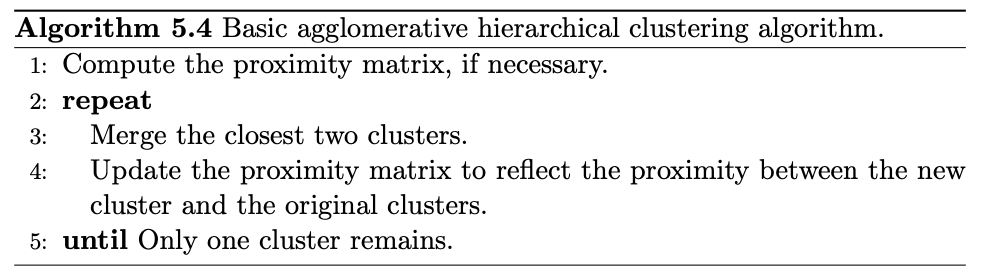 Algorithm 5.4 Basic agglomerative hierarchical clustering algorithm.
1: Compute the proximity matrix, if necessary.
2: repeat
3: Merge the closest two clusters.
4: Update the proximity matrix to reflect the proximity between the new
cluster and the original clusters.
5: until Only one cluster remains.